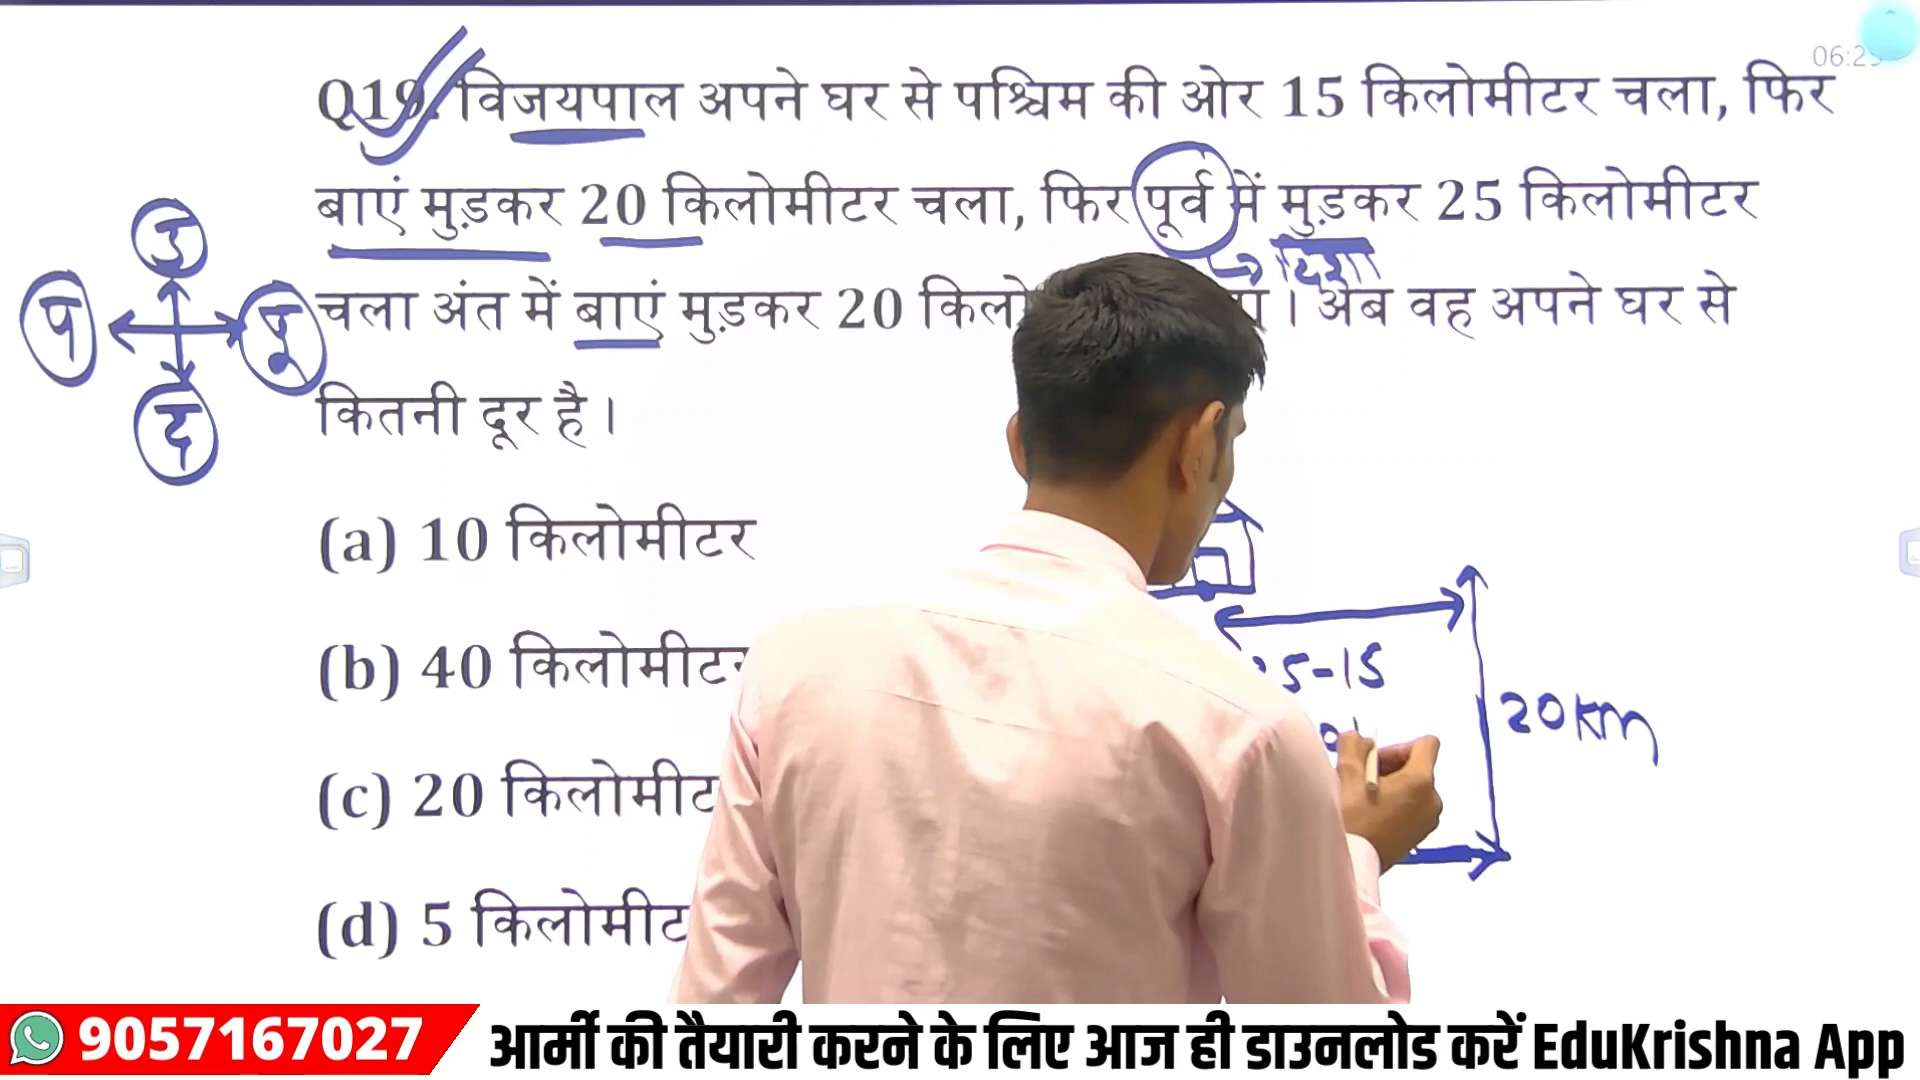 06:2
Q19. विजयपाल अपने घर से पश्चिम की ओर 15 किलोमीटर चला, फिर
बाएं मुड़कर 20 किलोमीटर चला, फिर पूर्व में मुड़कर 25 किलोमीटर
दिशा
चला अंत में बाएं मुड़कर 20 अब वह अपने घर से
कितनी दूर है।
उ
प
पू
द
(a) 10 किलोमीटर
(b) 40
(c) 20
(d) 5
5-15
20km
9057167027
आर्मी की तैयारी करने के लिए आज ही डाउनलोड करें EduKrishna App